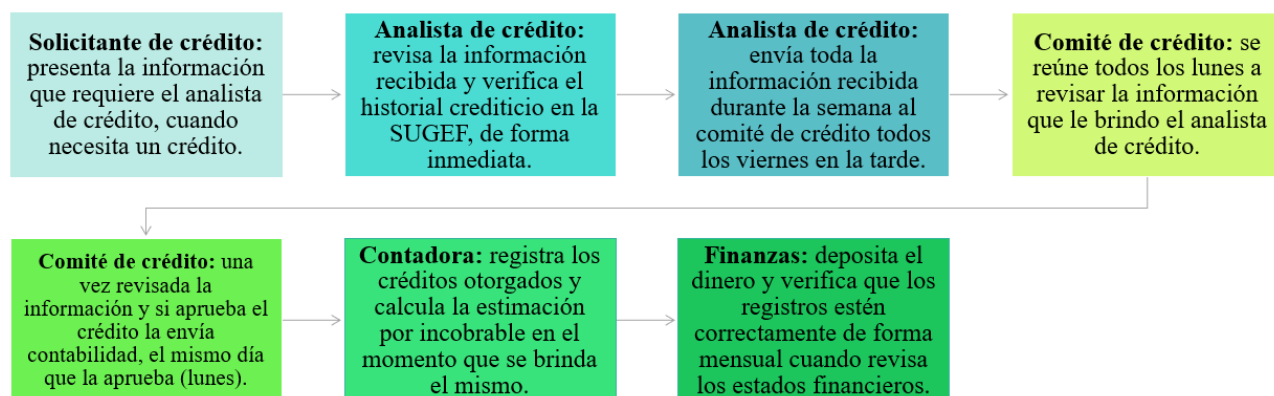 Solicitante de crédito:
presenta la información
que requiere el analista
de crédito, cuando
necesita un crédito.
Analista de crédito:
revisa la información
recibida y verifica el
historial crediticio en la
SUGEF, de forma
inmediata.
Analista de crédito:
envía toda la
información recibida
durante la semana al
comité de crédito todos
los viernes en la tarde.
Comité de crédito: se
reúne todos los lunes a
revisar la información
que le brindo el analista
de crédito.
Comité de crédito: una
vez revisada la
información y si aprueba el
crédito la envía
contabilidad, el mismo día
que la aprueba (lunes).
Contadora: registra los
créditos otorgados y
calcula la estimación
por incobrable en el
momento que se brinda
el mismo.
Finanzas: deposita el
dinero y verifica que los
registros estén
correctamente de forma
mensual cuando revisa
los estados financieros.